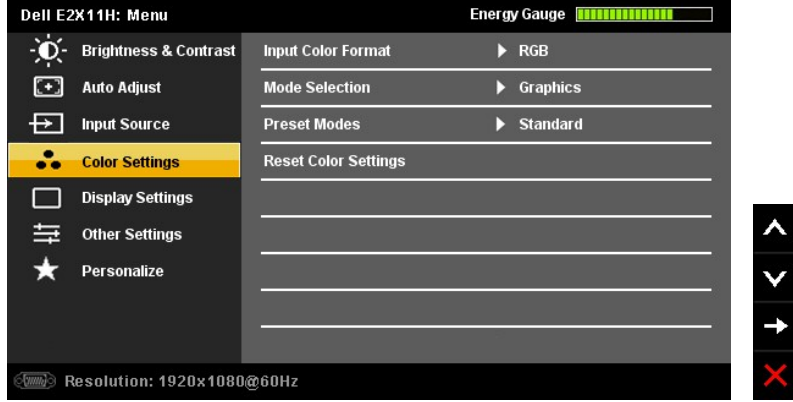 Dell E2X11H: Menu
Energy Gauge
Brightness & Contrast
Input Color Format
RGB
Auto Adjust
Mode Selection
Graphics
Input Source
Preset Modes
Standard
Color Settings
Reset Color Settings
Display Settings
Other Settings
Personalize
Resolution: 1920x1080@60Hz